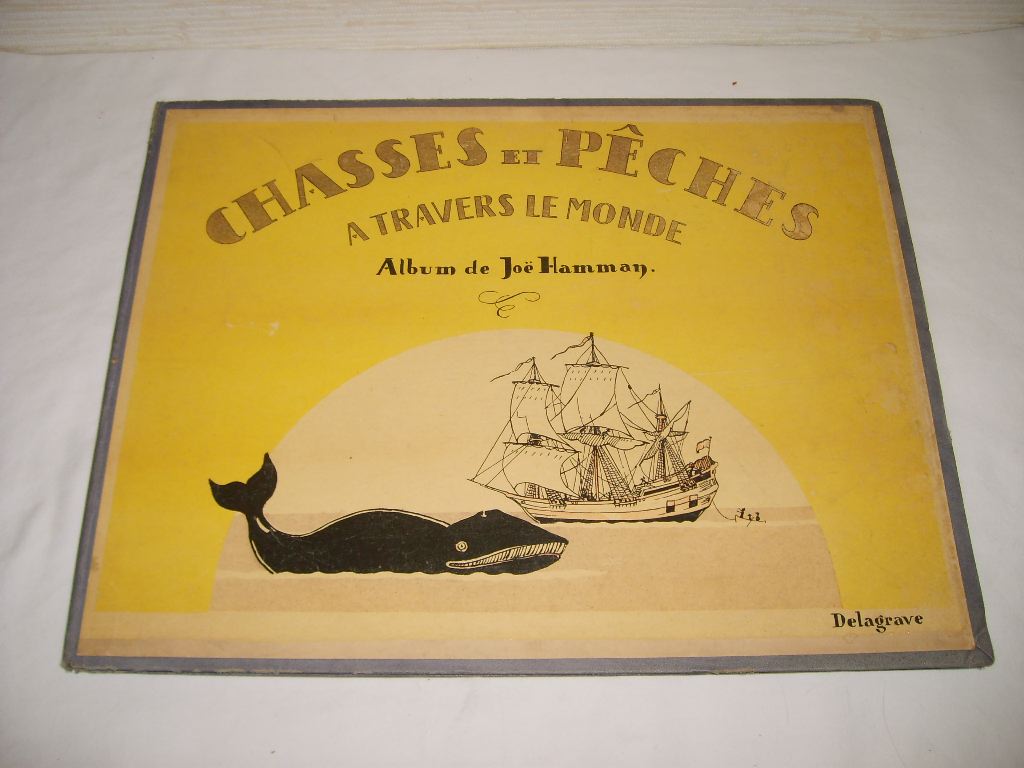 CHASSES ET PÊCHES
A TRAVERS LE MONDE
Album de Joë Hamman.
Delagrave